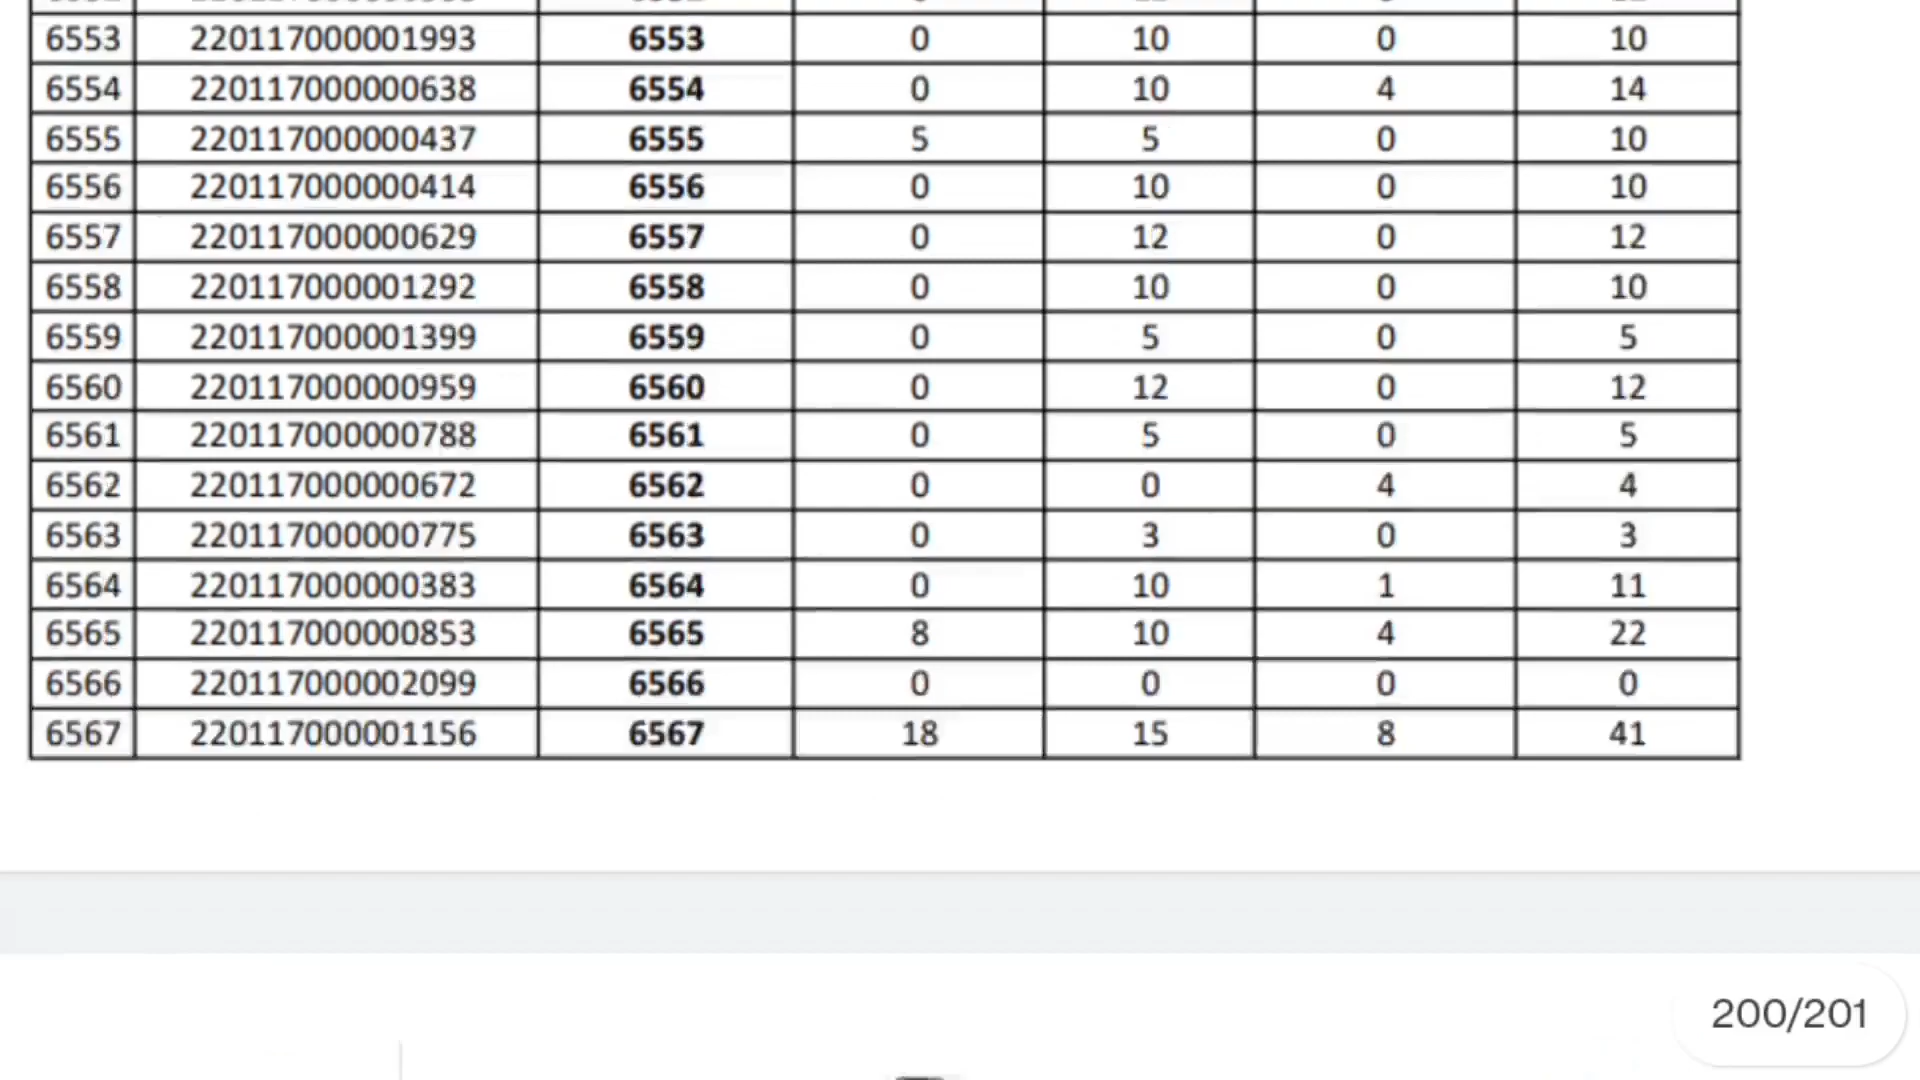 6553 220117000001993 6553 0 10 0 10
6554 220117000000638 6554 0 10 4 14
6555 220117000000437 6555 5 5 0 10
6556 220117000000414 6556 0 10 0 10
6557 220117000000629 6557 0 12 0 12
6558 220117000001292 6558 0 10 0 10
6559 220117000001399 6559 0 5 0 5
6560 220117000000959 6560 0 12 0 12
6561 220117000000788 6561 0 5 0 5
6562 220117000000672 6562 0 0 4 4
6563 220117000000775 6563 0 3 0 3
6564 220117000000383 6564 0 10 1 11
6565 220117000000853 6565 8 10 4 22
6566 220117000002099 6566 0 0 0 0
6567 220117000001156 6567 18 15 8 41
200/201